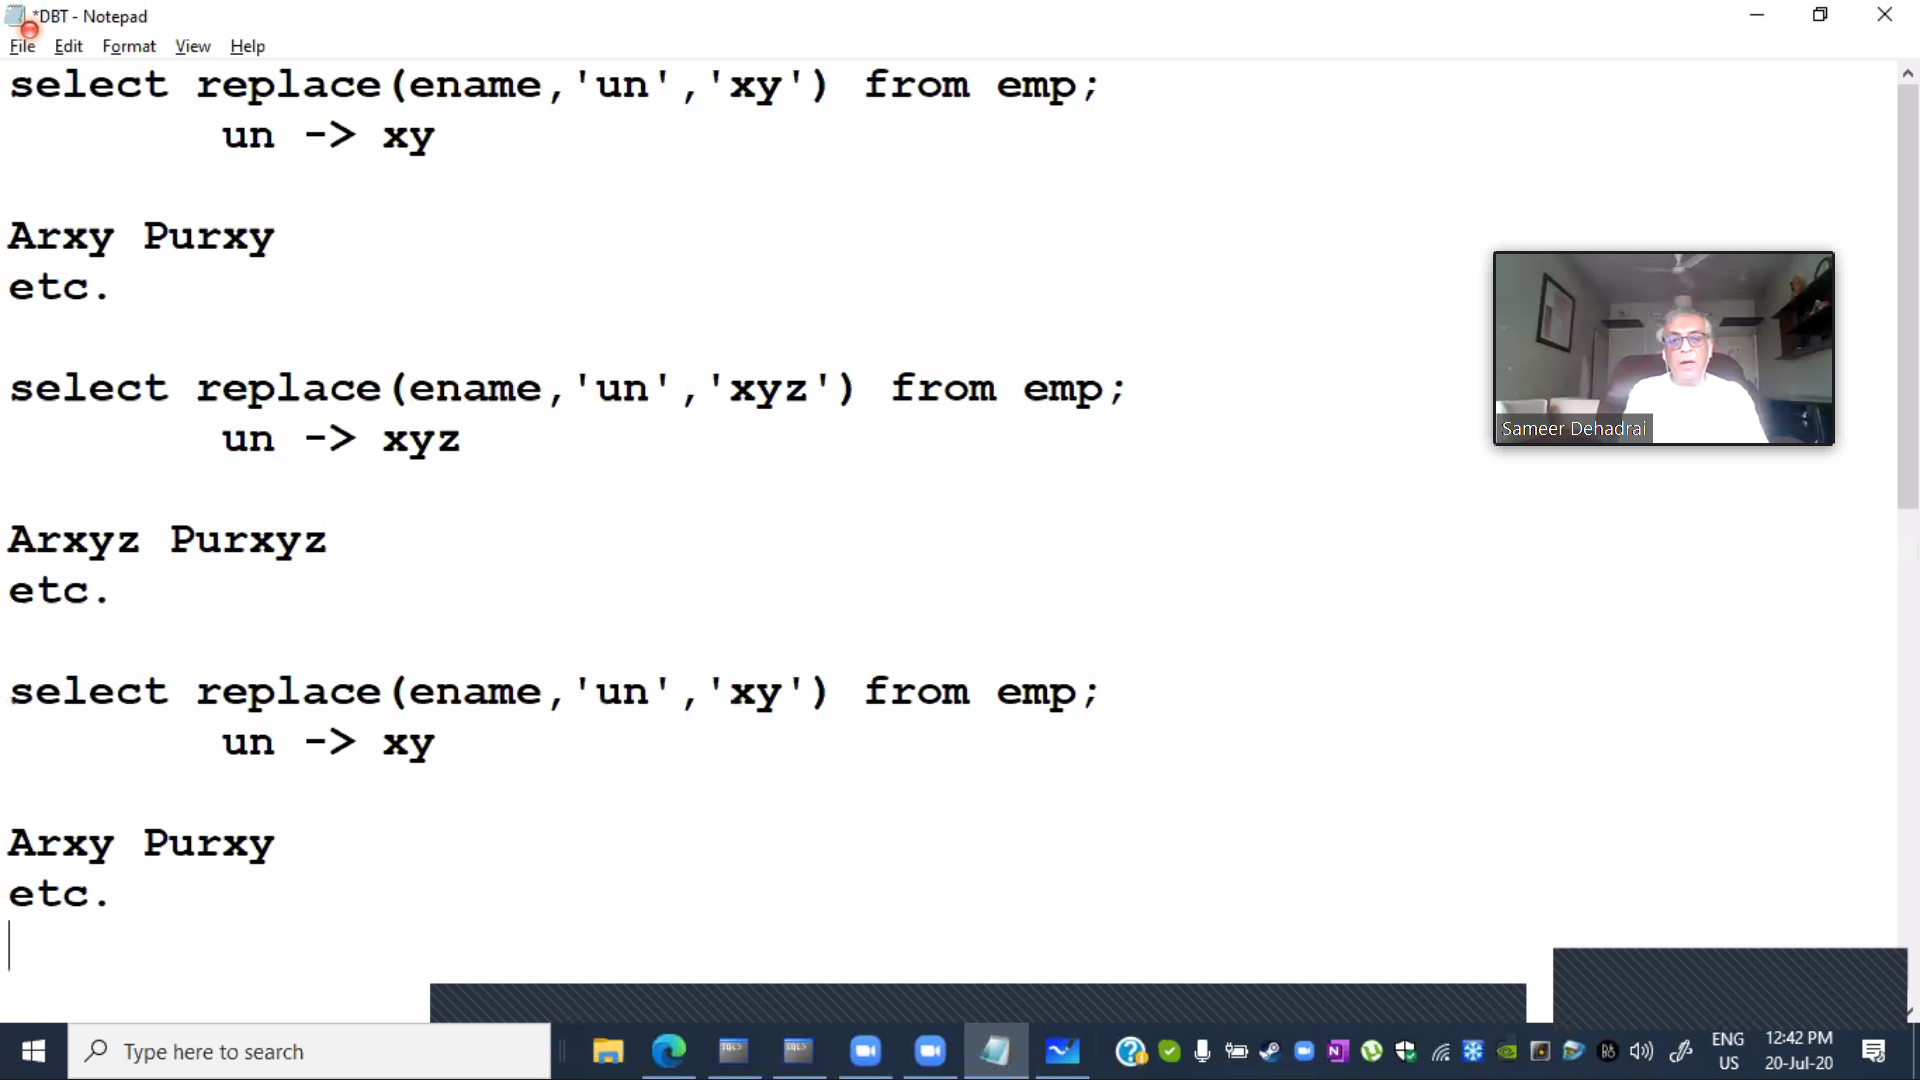 *DBT - Notepad
File Edit Format View Help
select replace(ename,'un','xy') from emp;
un -> xy
Arxy Purxy
etc.
select replace(ename,'un','xyz') from emp;
un -> xyz
Arxyz Purxyz
etc.
select replace(ename,'un','xy') from emp;
un -> xy
Arxy Purxy
etc.
Sameer Dehadrai
Type here to search
ENG
US
12:42 PM
20-Jul-20